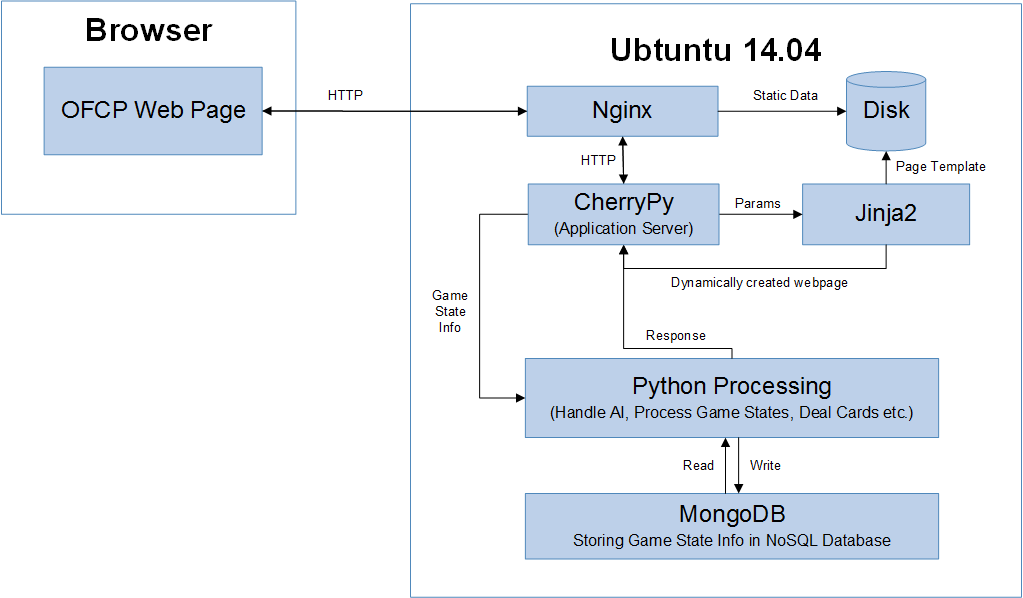 Browser
OFCP Web Page
HTTP
Ubtuntu 14.04
Nginx
Static Data
Disk
HTTP
Page Template
CherryPy
(Application Server)
Params
Jinja2
Dynamically created webpage
Game
State
Info
Response
Python Processing
(Handle AI, Process Game States, Deal Cards etc.)
Read
Write
MongoDB
Storing Game State Info in NoSQL Database